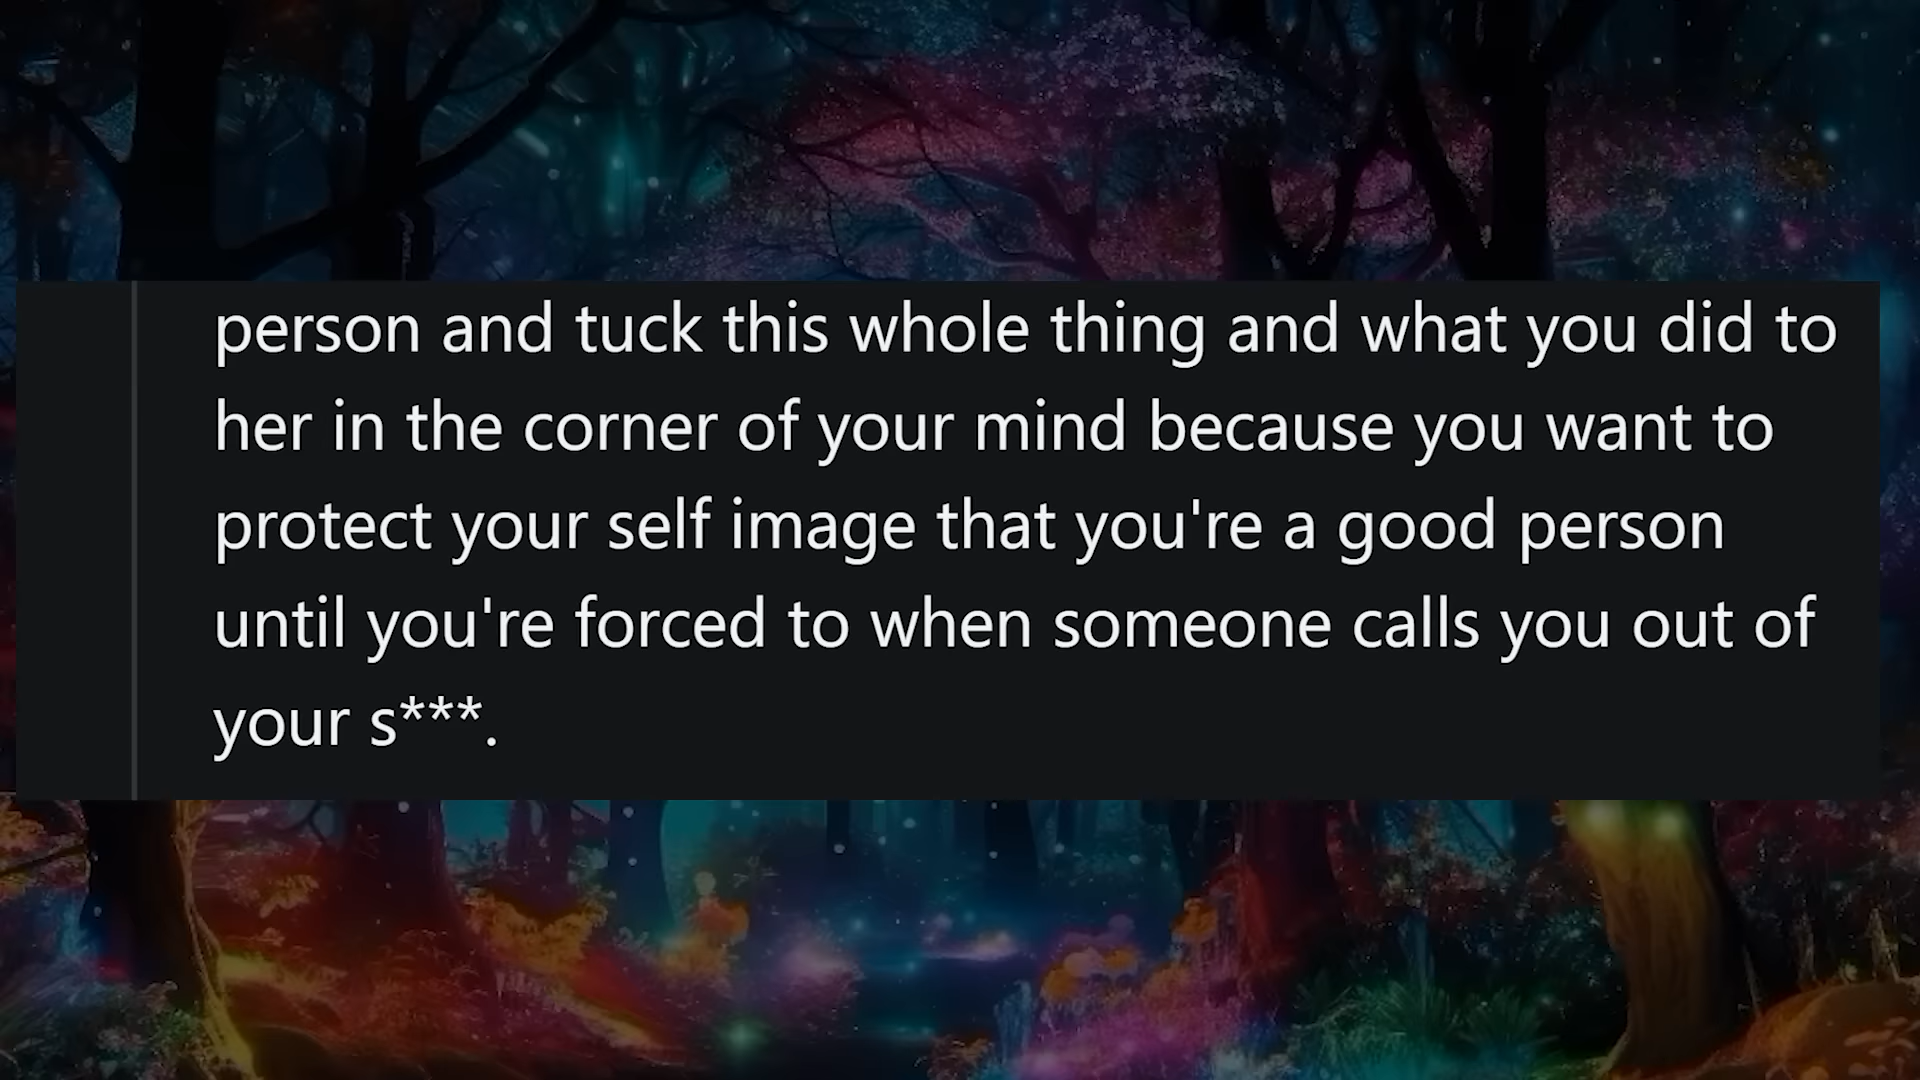 person and tuck this whole thing and what you did to
her in the corner of your mind because you want to
protect your self image that you're a good person
until you're forced to when someone calls you out of
your s***.